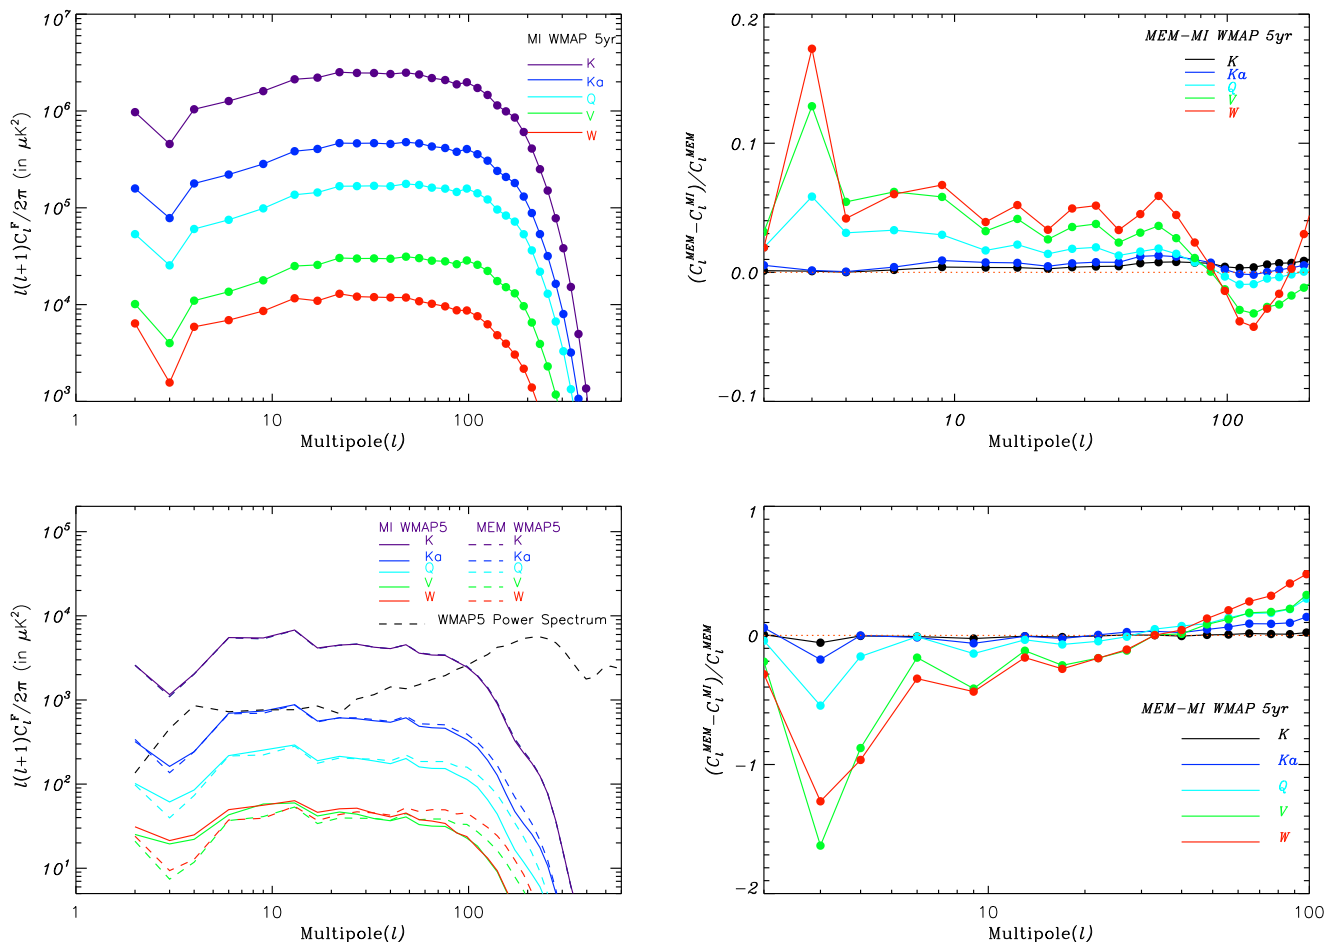 MI WMAP 5yr
K
Ka
Q
V
W
10^7
10^6
10^5
10^4
10^3
l(l+1)C_l^F/2π (in μK^2)
1
10
100
Multipole(l)
MEM-MI WMAP 5yr
K
Ka
Q
V
W
0.2
0.1
0.0
-0.1
(C_l^MEM-C_l^MI)/C_l^MEM
10
100
Multipole(l)
MI WMAP5 MEM WMAP5
K K
Ka Ka
Q Q
V V
W W
WMAP5 Power Spectrum
10^5
10^4
10^3
10^2
10^1
l(l+1)C_l^F/2π (in μK^2)
1
10
100
Multipole(l)
1
0
-1
-2
(C_l^MEM-C_l^MI)/C_l^MEM
MEM-MI WMAP 5yr
K
Ka
Q
V
W
10
100
Multipole(l)